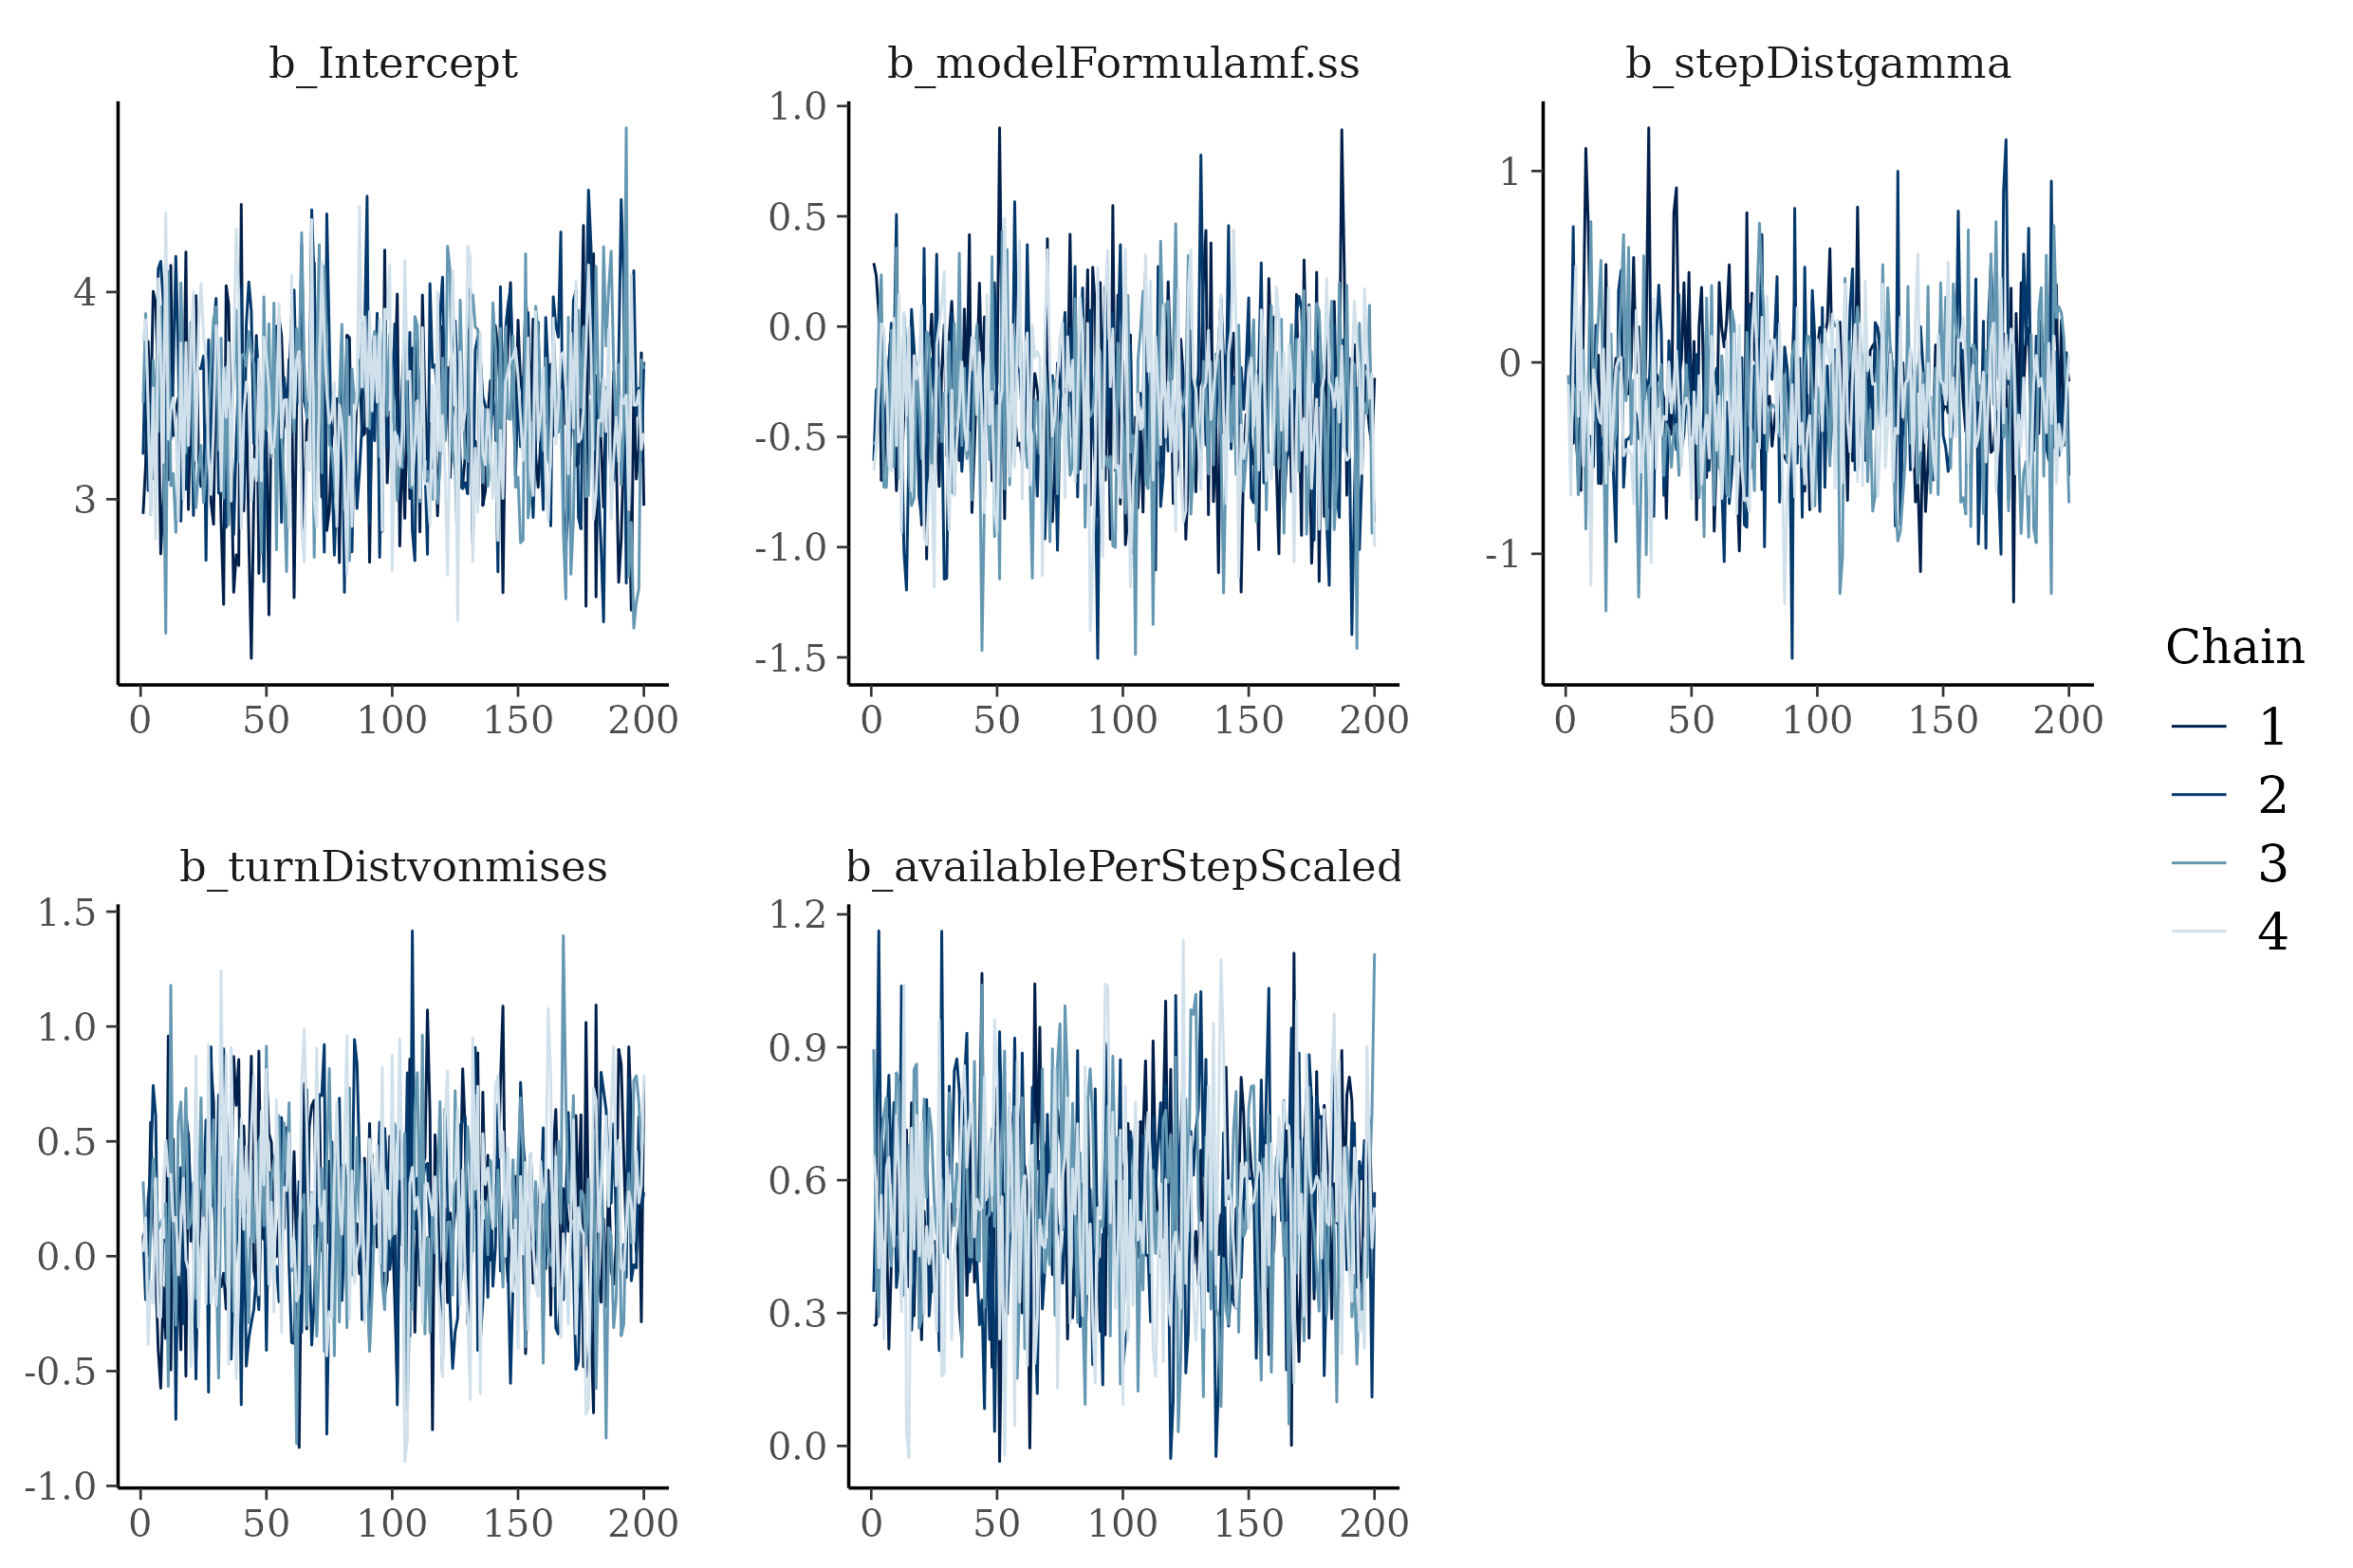 b_Intercept
4
3
0 50 100 150 200
b_modelFormulamf.ss
1.0
0.5
0.0
-0.5
-1.0
-1.5
0 50 100 150 200
b_stepDistgamma
1
0
-1
0 50 100 150 200
b_turnDistvonmises
1.5
1.0
0.5
0.0
-0.5
-1.0
0 50 100 150 200
b_availablePerStepScaled
1.2
0.9
0.6
0.3
0.0
0 50 100 150 200
Chain
1
2
3
4